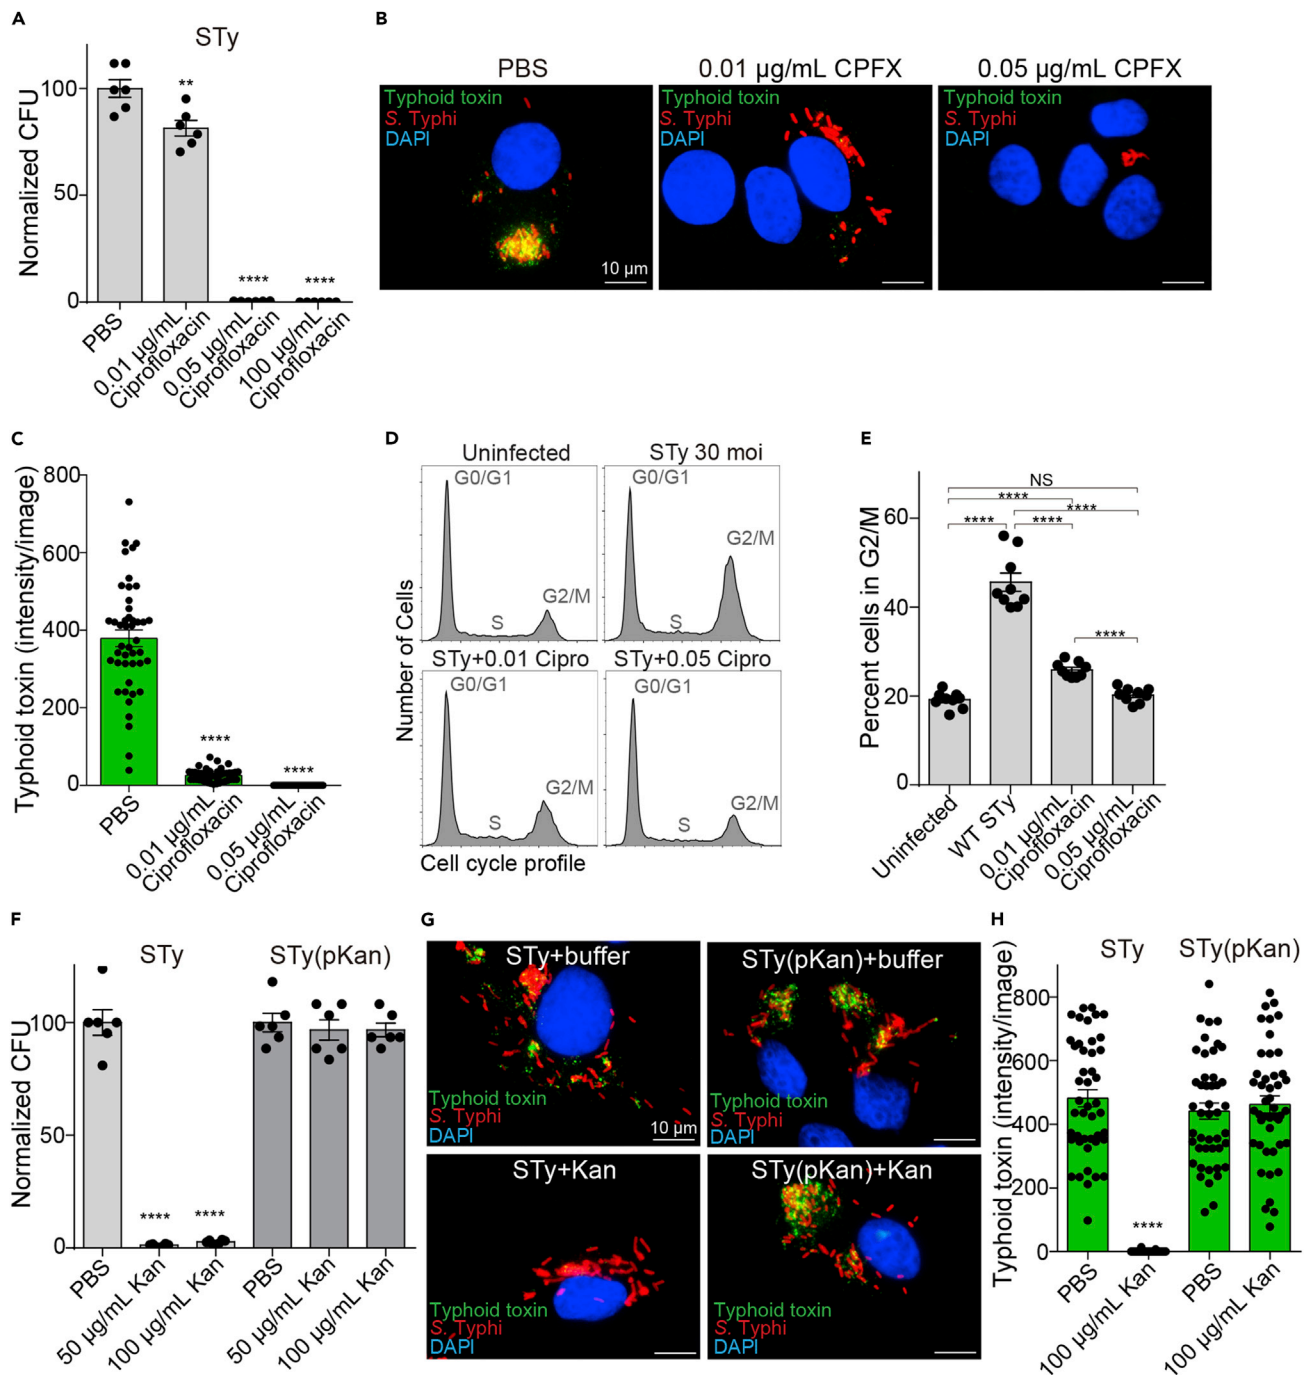 A
STy
Normalized CFU
100
50
0
**
****
****
PBS
0.01 µg/mL
Ciprofloxacin
0.05 µg/mL
Ciprofloxacin
100 µg/mL
Ciprofloxacin
B
PBS
0.01 µg/mL CPFX
0.05 µg/mL CPFX
Typhoid toxin
S. Typhi
DAPI
10 µm
Typhoid toxin
S. Typhi
DAPI
Typhoid toxin
S. Typhi
DAPI
C
Typhoid toxin (intensity/image)
800
600
400
200
0
****
****
PBS
0.01 µg/mL
Ciprofloxacin
0.05 µg/mL
Ciprofloxacin
D
Number of Cells
Uninfected
G0/G1
S
G2/M
STy 30 moi
G0/G1
S
G2/M
STy+0.01 Cipro
G0/G1
S
G2/M
STy+0.05 Cipro
G0/G1
S
G2/M
Cell cycle profile
E
Percent cells in G2/M
60
40
20
0
NS
****
****
****
****
****
Uninfected
WT STy
0.01 µg/mL
Ciprofloxacin
0.05 µg/mL
Ciprofloxacin
F
STy
STy(pKan)
Normalized CFU
100
50
0
****
****
PBS
50 µg/mL Kan
100 µg/mL Kan
PBS
50 µg/mL Kan
100 µg/mL Kan
G
STy+buffer
Typhoid toxin
S. Typhi
DAPI
10 µm
STy(pKan)+buffer
Typhoid toxin
S. Typhi
DAPI
STy+Kan
Typhoid toxin
S. Typhi
DAPI
STy(pKan)+Kan
Typhoid toxin
S. Typhi
DAPI
H
STy
STy(pKan)
Typhoid toxin (intensity/image)
800
600
400
200
0
****
PBS
100 µg/mL Kan
PBS
100 µg/mL Kan